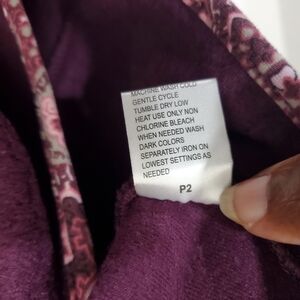 MACHINE WASH COLD
GENTLE CYCLE
TUMBLE DRY LOW
HEAT USE ONLY NON
CHLORINE BLEACH
WHEN NEEDED WASH
DARK COLORS
SEPARATELY IRON ON
LOWEST SETTINGS AS
NEEDED
P2